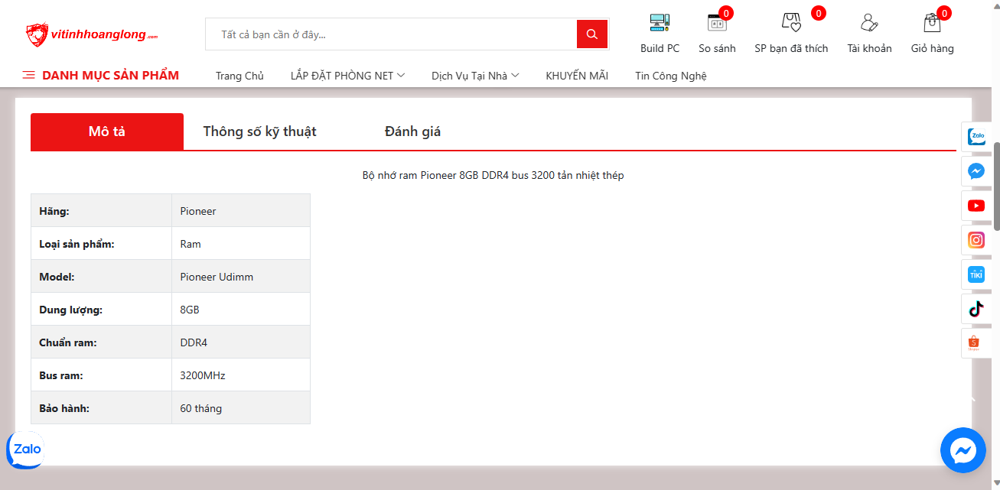 vitinhhoanglong.com
Tất cả bạn cần ở đây...
Build PC
0
So sánh
0
SP bạn đã thích
Tài khoản
0
Giỏ hàng
DANH MỤC SẢN PHẨM
Trang Chủ
LẮP ĐẶT PHÒNG NET
Dịch Vụ Tại Nhà
KHUYẾN MÃI
Tin Công Nghệ
Mô tả
Thông số kỹ thuật
Đánh giá
Bộ nhớ ram Pioneer 8GB DDR4 bus 3200 tản nhiệt thép
Hãng: Pioneer
Loại sản phẩm: Ram
Model: Pioneer Udimm
Dung lượng: 8GB
Chuẩn ram: DDR4
Bus ram: 3200MHz
Bảo hành: 60 tháng
Zalo
TIKI
Zalo